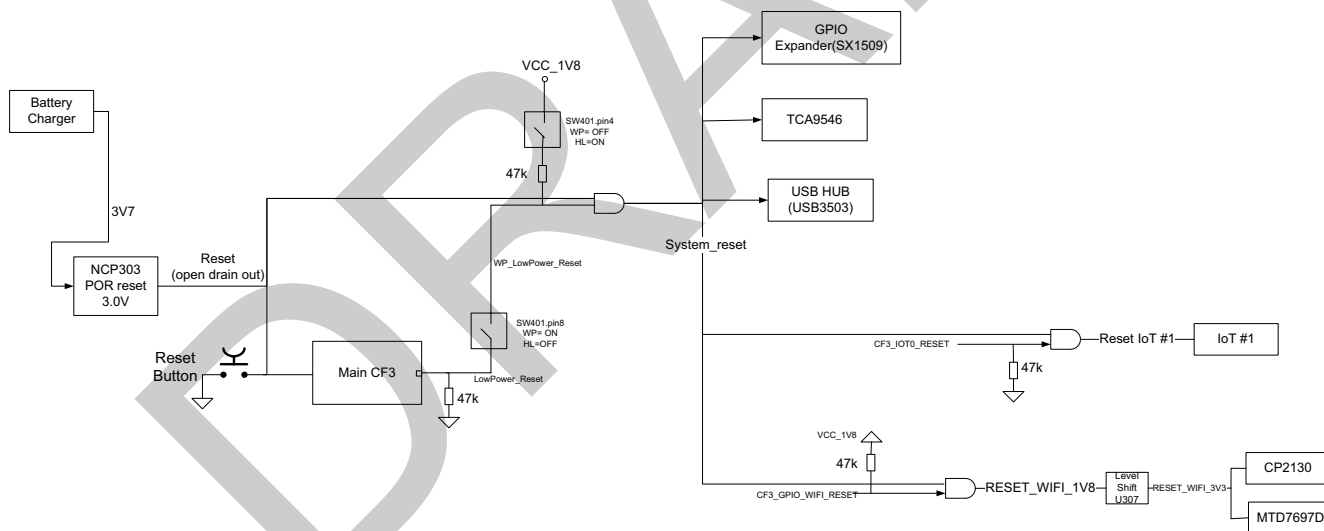 GPIO
Expander(SX1509)
VCC_1V8
Battery
Charger
SW401.pin4
WP= OFF
HL=ON
TCA9546
47k
USB HUB
(USB3503)
3V7
System_reset
Reset
(open drain out)
WP_LowPower_Reset
NCP303
POR reset
3.0V
SW401.pin8
WP= ON
HL=OFF
CF3_IOT0_RESET
Reset IoT #1
IoT #1
Reset
Button
Main CF3
LowPower_Reset
47k
47k
VCC_1V8
47k
CF3_GPIO_WIFI_RESET
RESET_WIFI_1V8
Level
Shift
U307
RESET_WIFI_3V3
CP2130
MTD7697D
DRA